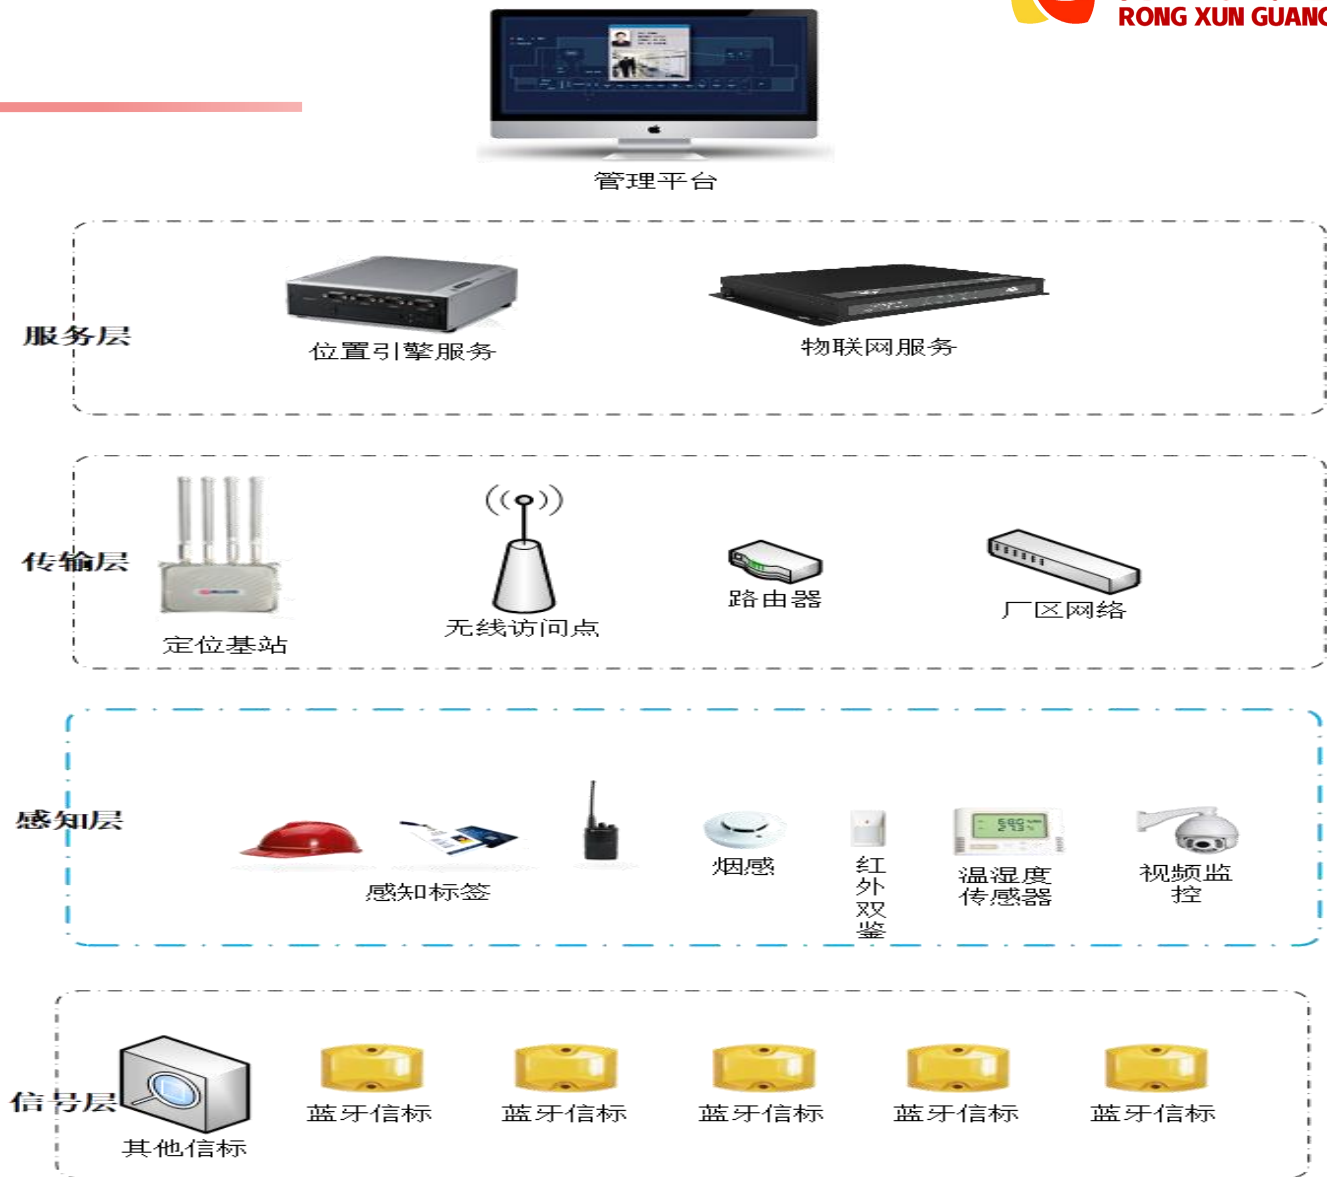 RONG XUN GUANG
管理平台
服务层
位置引擎服务
物联网服务
传输层
定位基站
无线访问点
路由器
厂区网络
感知层
感知标签
烟感
红
外
双
鉴
温湿度
传感器
视频监
控
信号层
其他信标
蓝牙信标
蓝牙信标
蓝牙信标
蓝牙信标
蓝牙信标